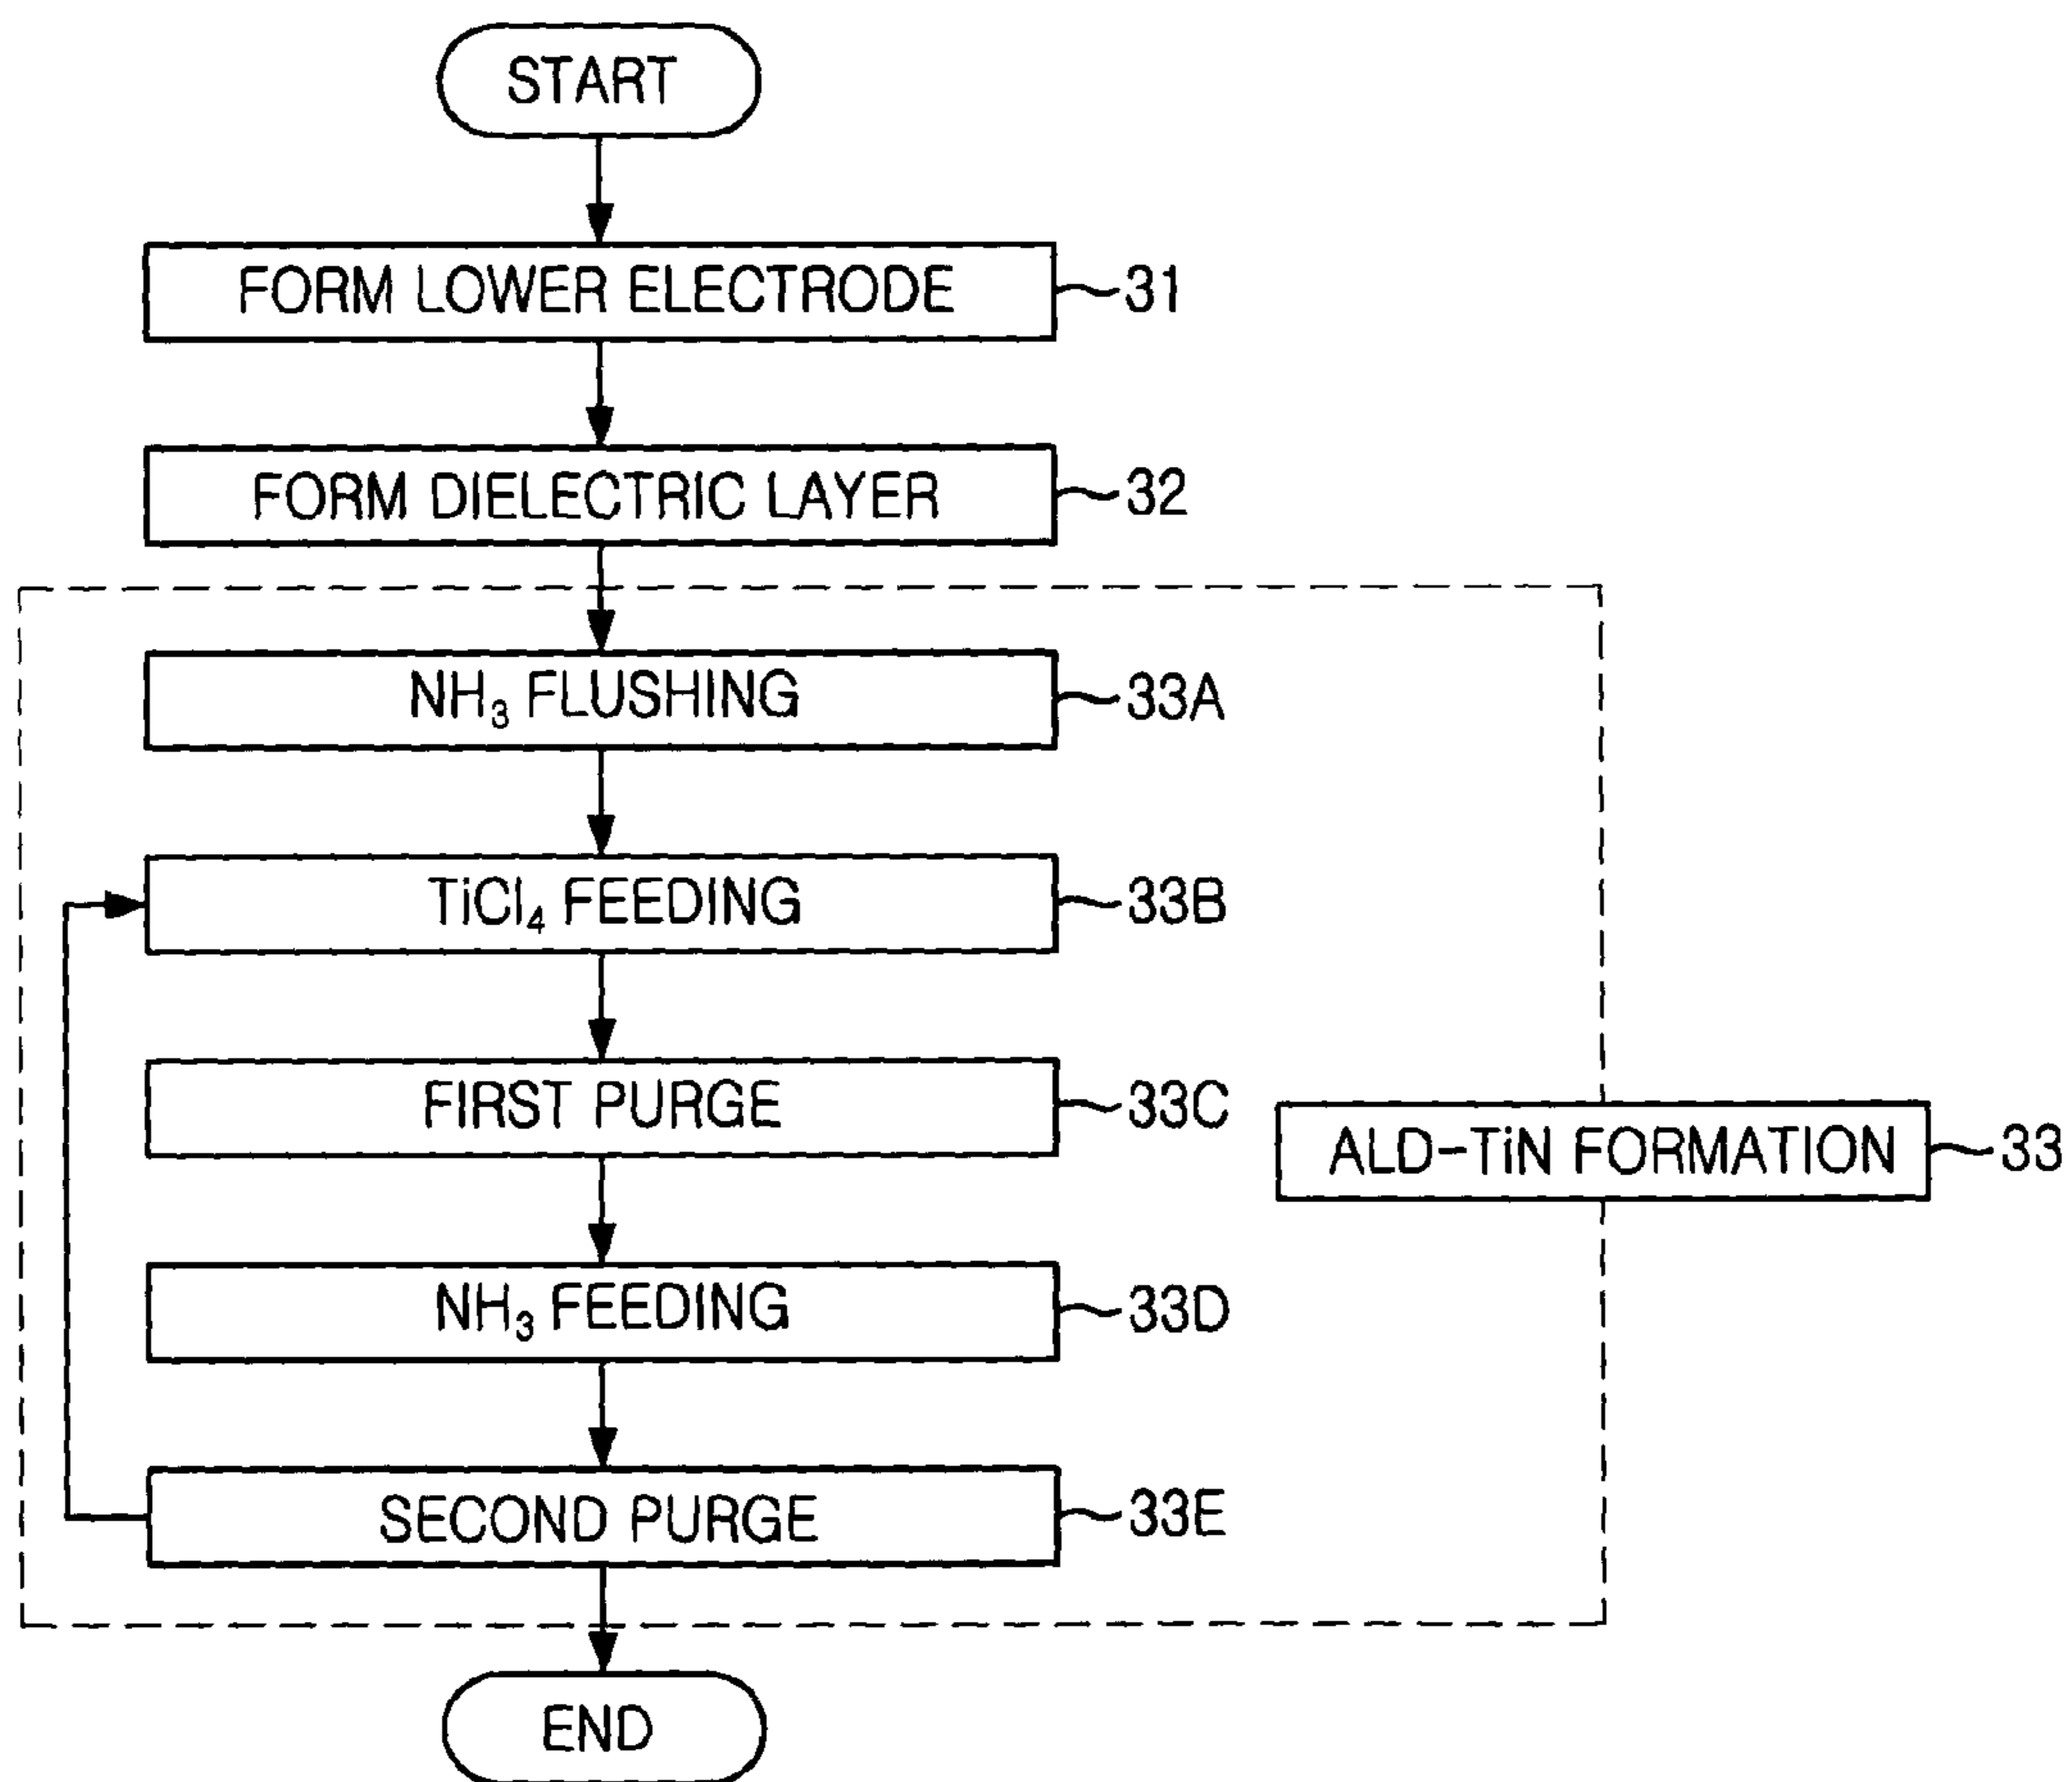 START
FORM LOWER ELECTRODE 31
FORM DIELECTRIC LAYER 32
NH₃ FLUSHING 33A
TiCl₄ FEEDING 33B
FIRST PURGE 33C
ALD-TiN FORMATION 33
NH₃ FEEDING 33D
SECOND PURGE 33E
END